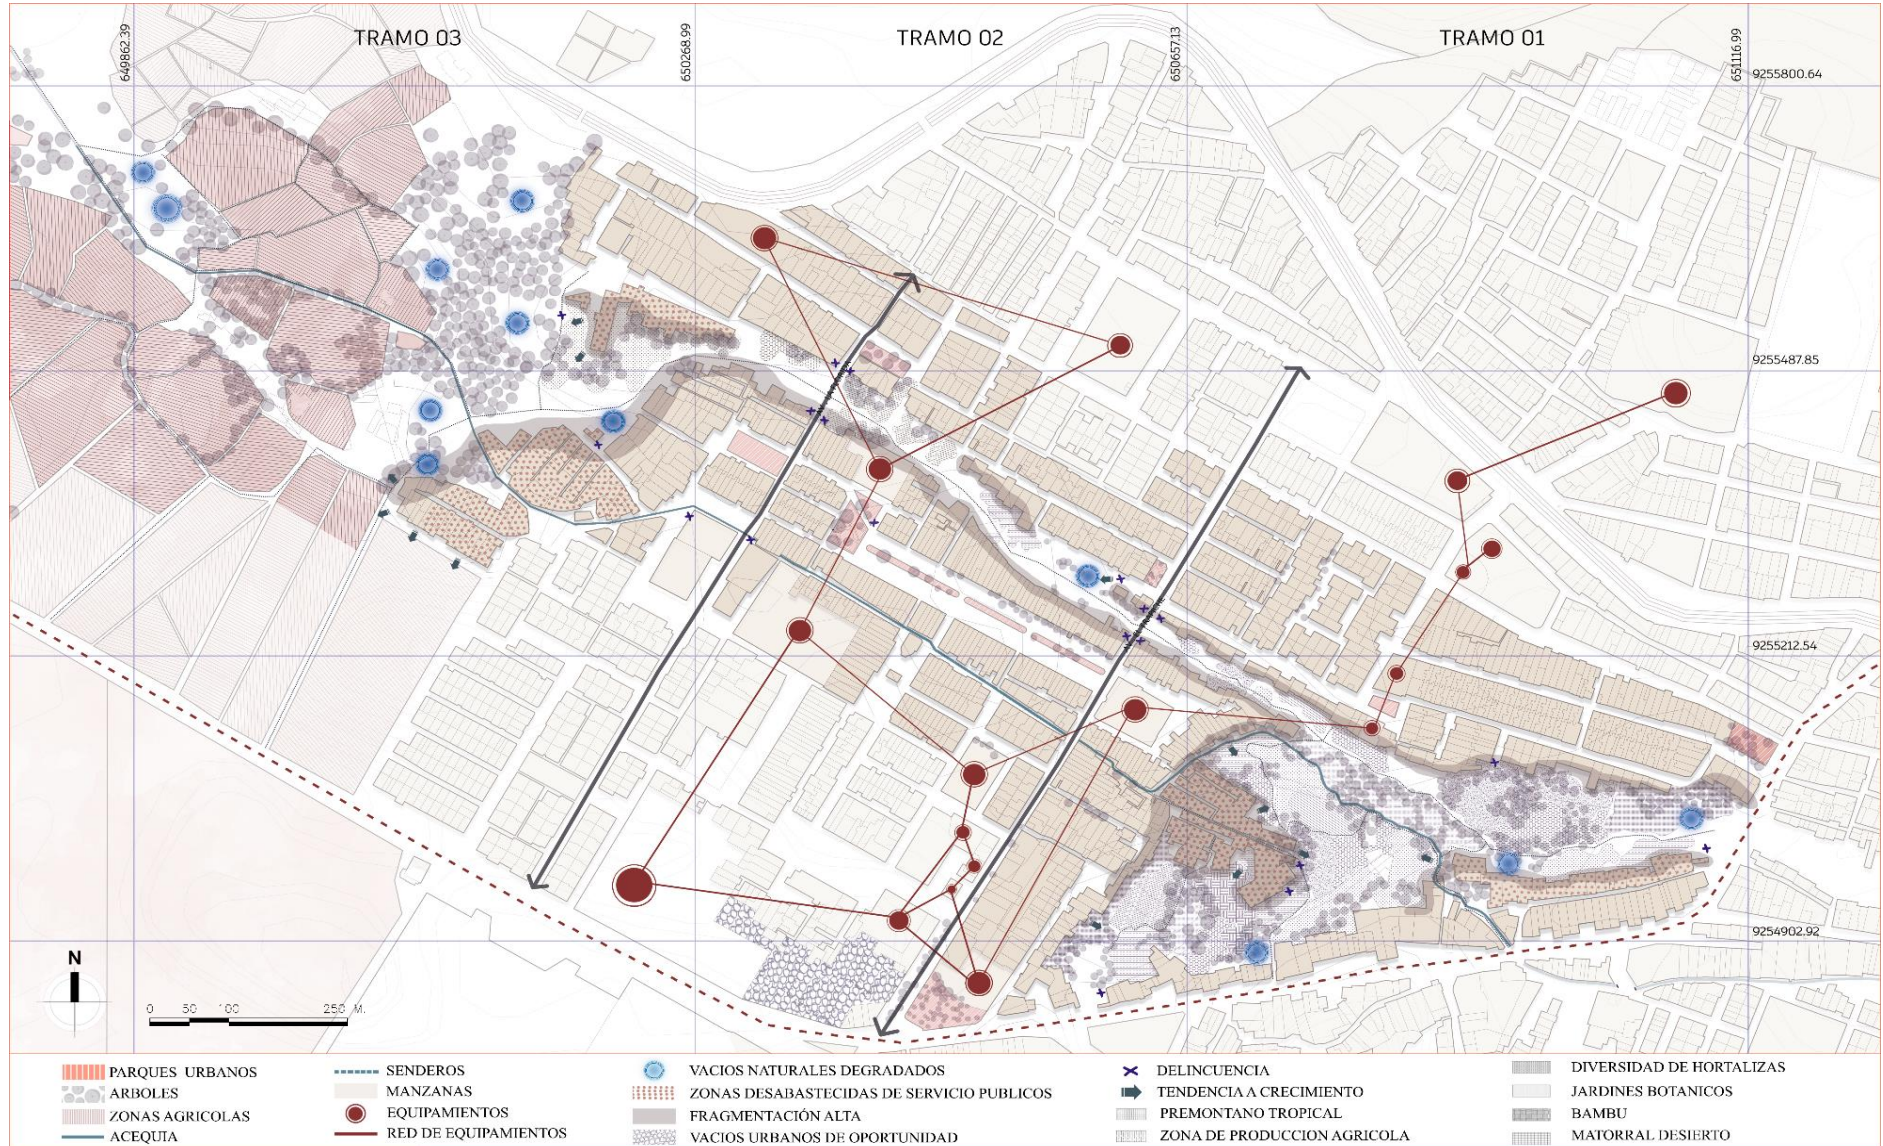 TRAMO 03
TRAMO 02
TRAMO 01
649862.39
650268.99
650657.13
651116.99
9255800.64
9255487.85
9255212.54
9254902.92
N
0 50 100 250 M.
PARQUES URBANOS
ARBOLES
ZONAS AGRICOLAS
ACEQUIA
SENDEROS
MANZANAS
EQUIPAMIENTOS
RED DE EQUIPAMIENTOS
VACIOS NATURALES DEGRADADOS
ZONAS DESABASTECIDAS DE SERVICIO PUBLICOS
FRAGMENTACIÓN ALTA
VACIOS URBANOS DE OPORTUNIDAD
DELINCUENCIA
TENDENCIA A CRECIMIENTO
PREMONTANO TROPICAL
ZONA DE PRODUCCION AGRICOLA
DIVERSIDAD DE HORTALIZAS
JARDINES BOTANICOS
BAMBU
MATORRAL DESIERTO